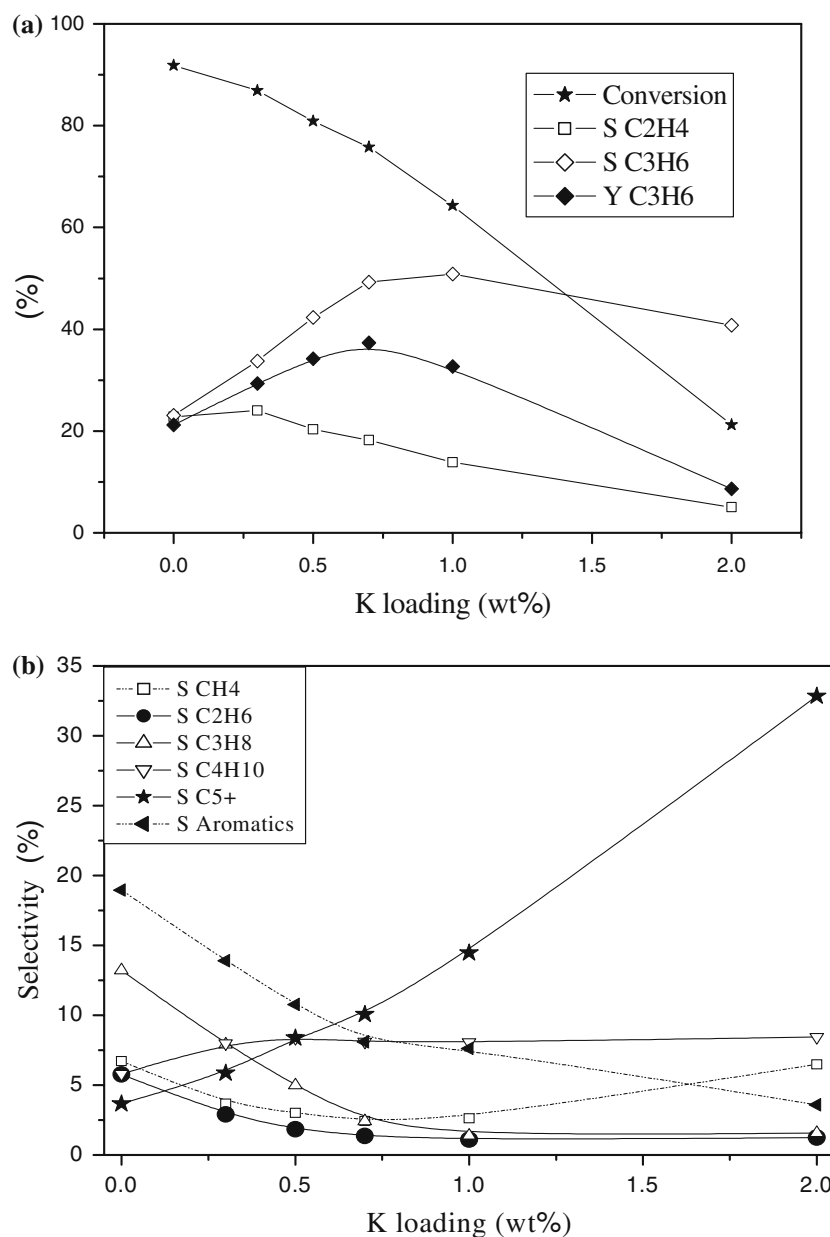 (a)
100
80
60
40
20
0
(%)
Conversion
S C2H4
S C3H6
Y C3H6
0.0 0.5 1.0 1.5 2.0
K loading (wt%)
(b)
35
30
25
20
15
10
5
0
Selectivity (%)
S CH4
S C2H6
S C3H8
S C4H10
S C5+
S Aromatics
0.0 0.5 1.0 1.5 2.0
K loading (wt%)